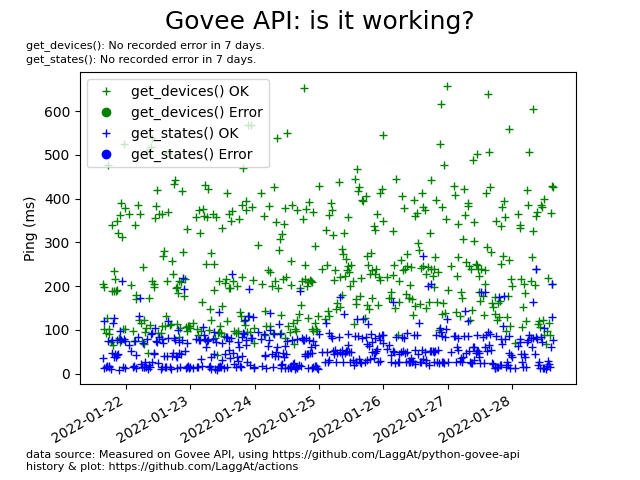 Govee API: is it working?
get_devices(): No recorded error in 7 days.
get_states(): No recorded error in 7 days.
get_devices() OK
get_devices() Error
get_states() OK
get_states() Error
Ping (ms)
600
500
400
300
200
100
0
2022-01-22
2022-01-23
2022-01-24
2022-01-25
2022-01-26
2022-01-27
2022-01-28
data source: Measured on Govee API, using https://github.com/LaggAt/python-govee-api
history & plot: https://github.com/LaggAt/actions